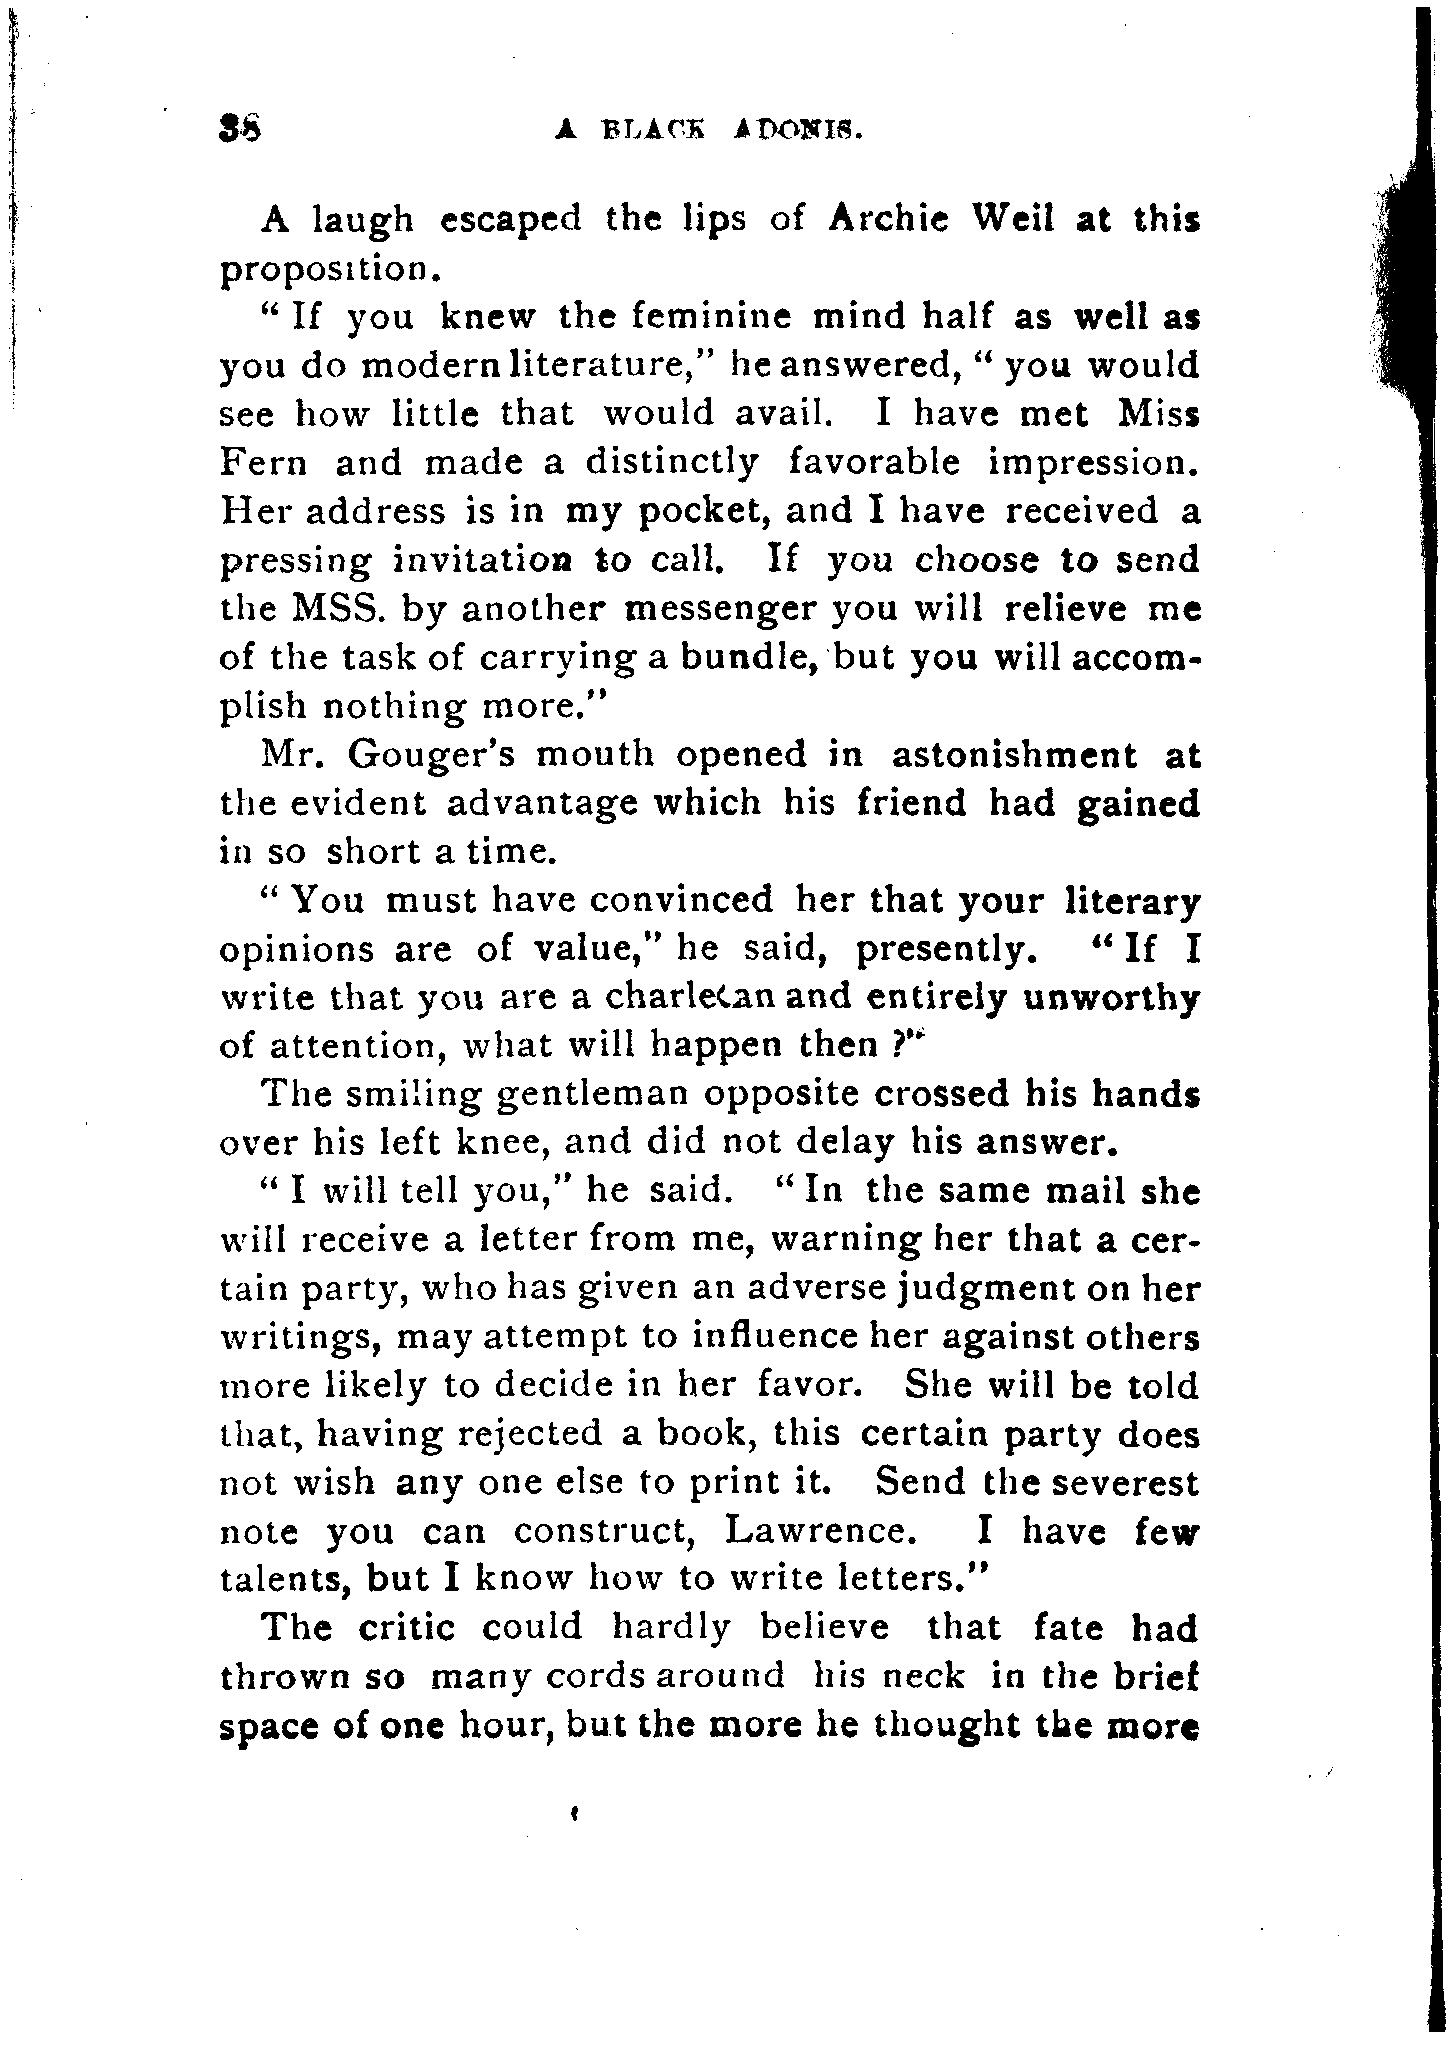 38 A BLACK ADONIS.
A laugh escaped the lips of Archie Weil at this
proposition.
" If you knew the feminine mind half as well as
you do modern literature," he answered, " you would
see how little that would avail. I have met Miss
Fern and made a distinctly favorable impression.
Her address is in my pocket, and I have received a
pressing invitation to call. If you choose to send
the MSS. by another messenger you will relieve me
of the task of carrying a bundle, but you will accom-
plish nothing more."
Mr. Gouger's mouth opened in astonishment at
the evident advantage which his friend had gained
in so short a time.
" You must have convinced her that your literary
opinions are of value," he said, presently. " If I
write that you are a charletan and entirely unworthy
of attention, what will happen then ?"
The smiling gentleman opposite crossed his hands
over his left knee, and did not delay his answer.
" I will tell you," he said. " In the same mail she
will receive a letter from me, warning her that a cer-
tain party, who has given an adverse judgment on her
writings, may attempt to influence her against others
more likely to decide in her favor. She will be told
that, having rejected a book, this certain party does
not wish any one else to print it. Send the severest
note you can construct, Lawrence. I have few
talents, but I know how to write letters."
The critic could hardly believe that fate had
thrown so many cords around his neck in the brief
space of one hour, but the more he thought the more